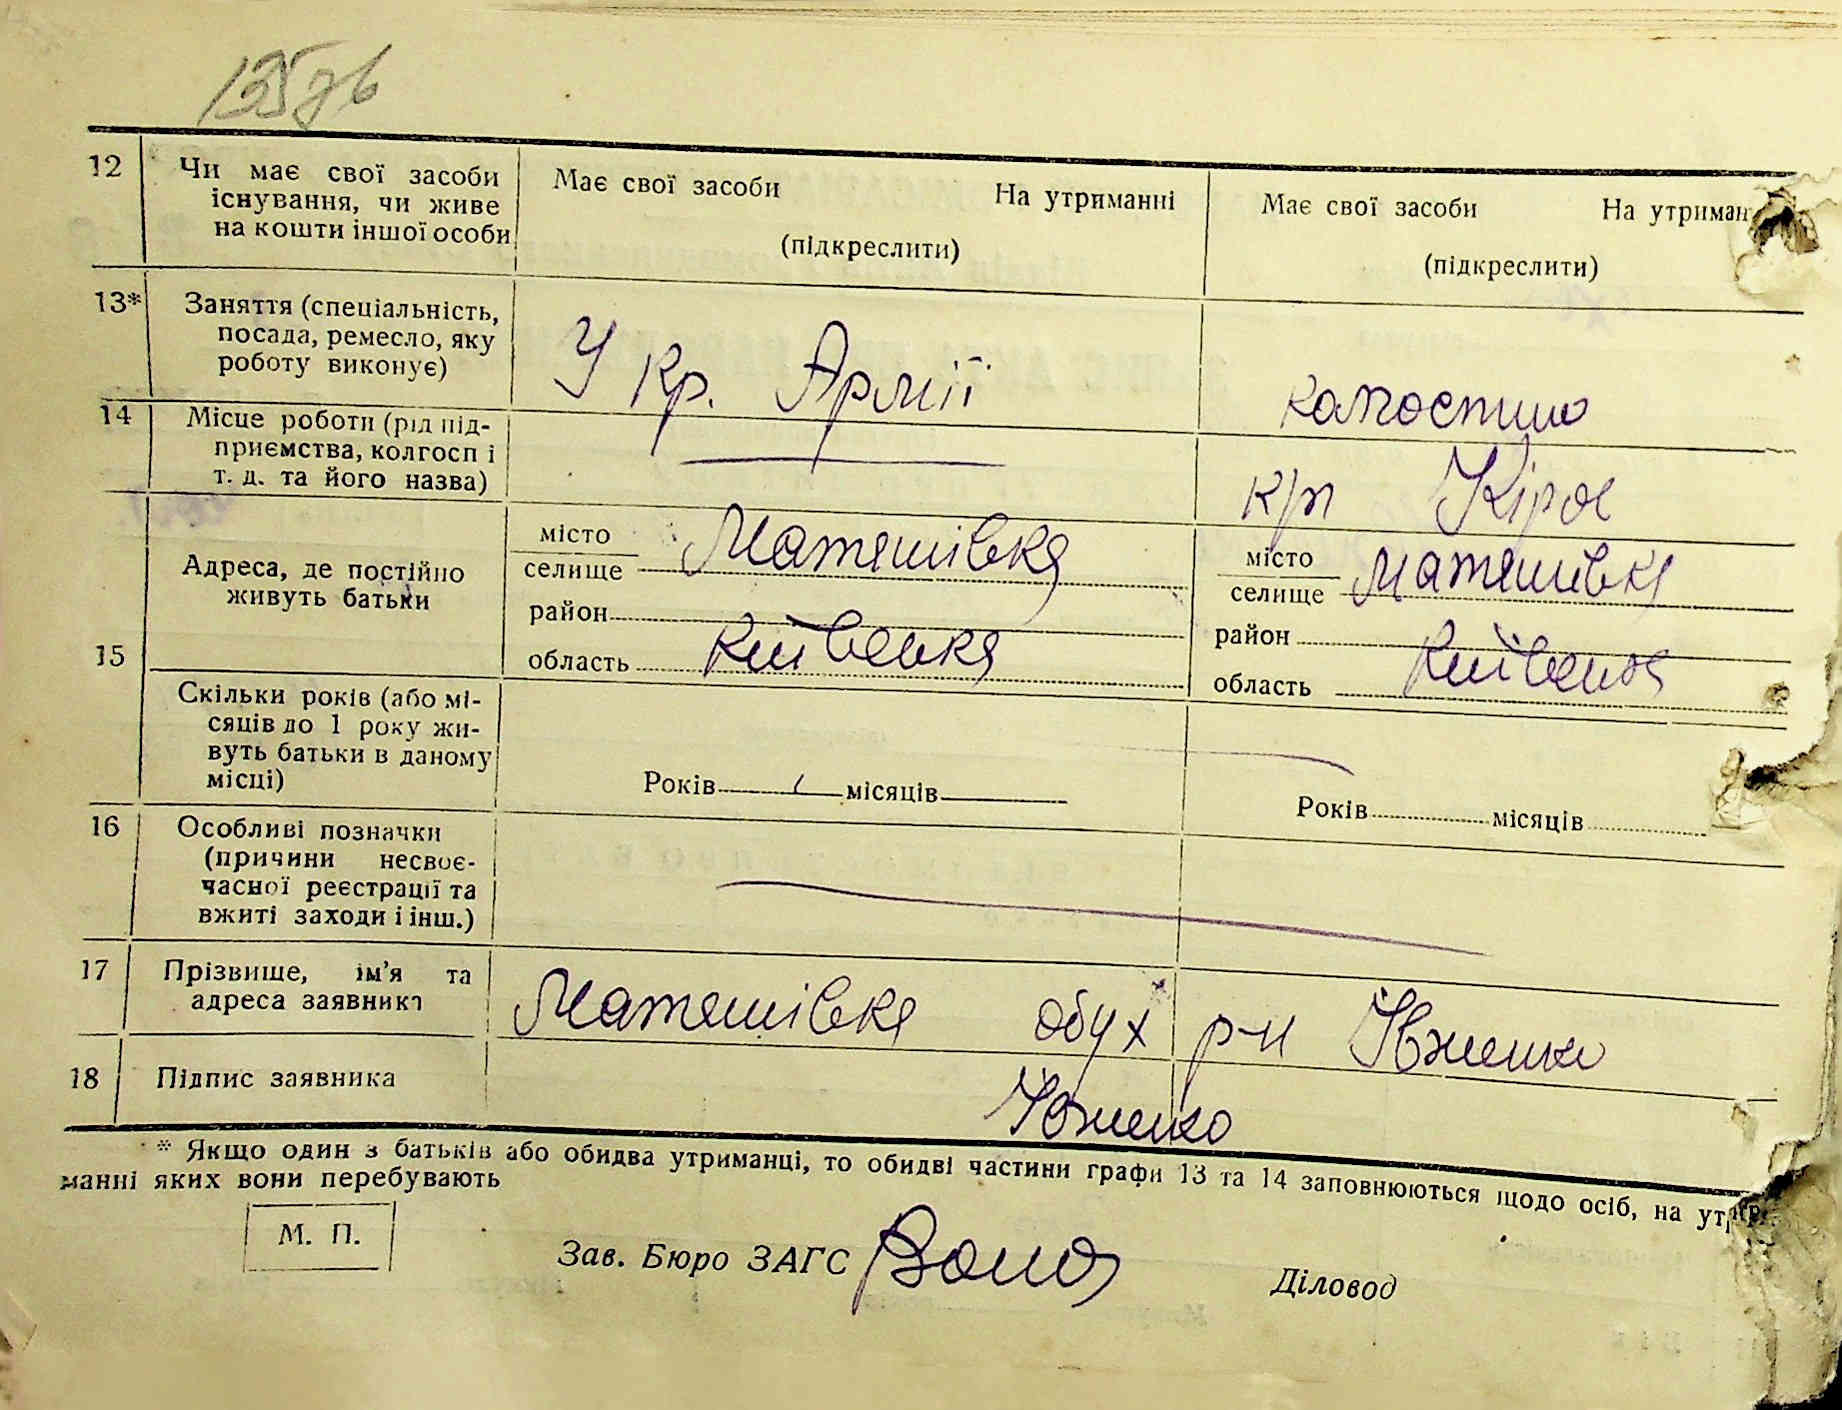 135 зв
12 Чи має свої засоби існування, чи живе на кошти іншої особи
Має свої засоби На утриманні
(підкреслити)
Має свої засоби На утриман
(підкреслити)
13* Заняття (спеціальність, посада, ремесло, яку роботу виконує)
У Кр. Армії
14 Місце роботи (рід підприємства, колгосп і т. д. та його назва)
15 Адреса, де постійно живуть батьки
місто
селище
Матяшівка
район
область Київська
місто
селище Матяшівка
район
область Київська
Скільки років (або місяців до 1 року живуть батьки в даному місці)
Років місяців
Років місяців
16 Особливі позначки (причини несвоєчасної реєстрації та вжиті заходи і інш.)
17 Прізвище, ім'я та адреса заявника
Матяшівка Обух р-н
18 Підпис заявника
* Якщо один з батьків або обидва утриманці, то обидві частини графи 13 та 14 заповнюються щодо осіб, на утри
манні яких вони перебувають
М. П.
Зав. Бюро ЗАГС
Діловод